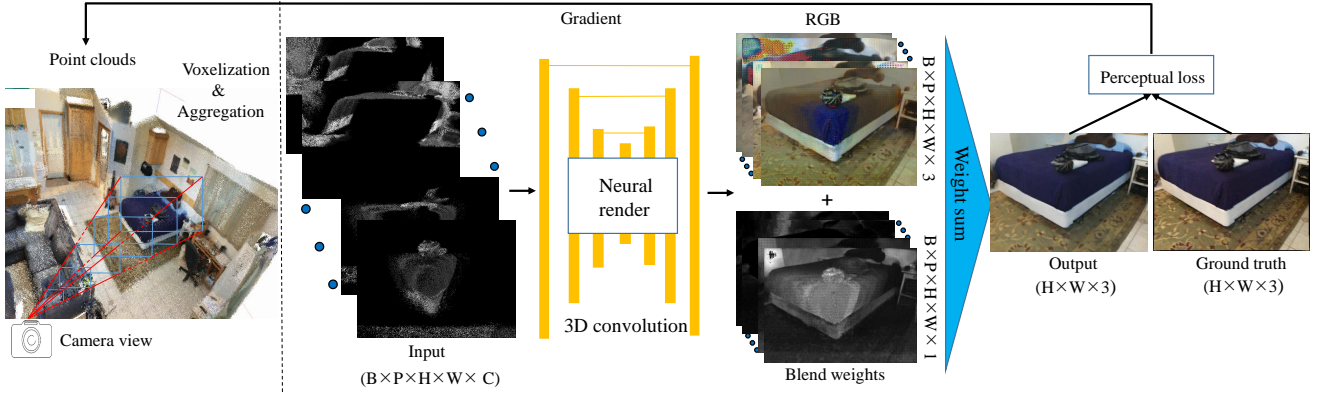 Gradient
RGB
Point clouds
Voxelization
&
Aggregation
Camera view
Input
(B×P×H×W× C)
Neural
render
3D convolution
B×P×H×W×3
+
B×P×H×W×1
Blend weights
Weight sum
Perceptual loss
Output
(H×W×3)
Ground truth
(H×W×3)